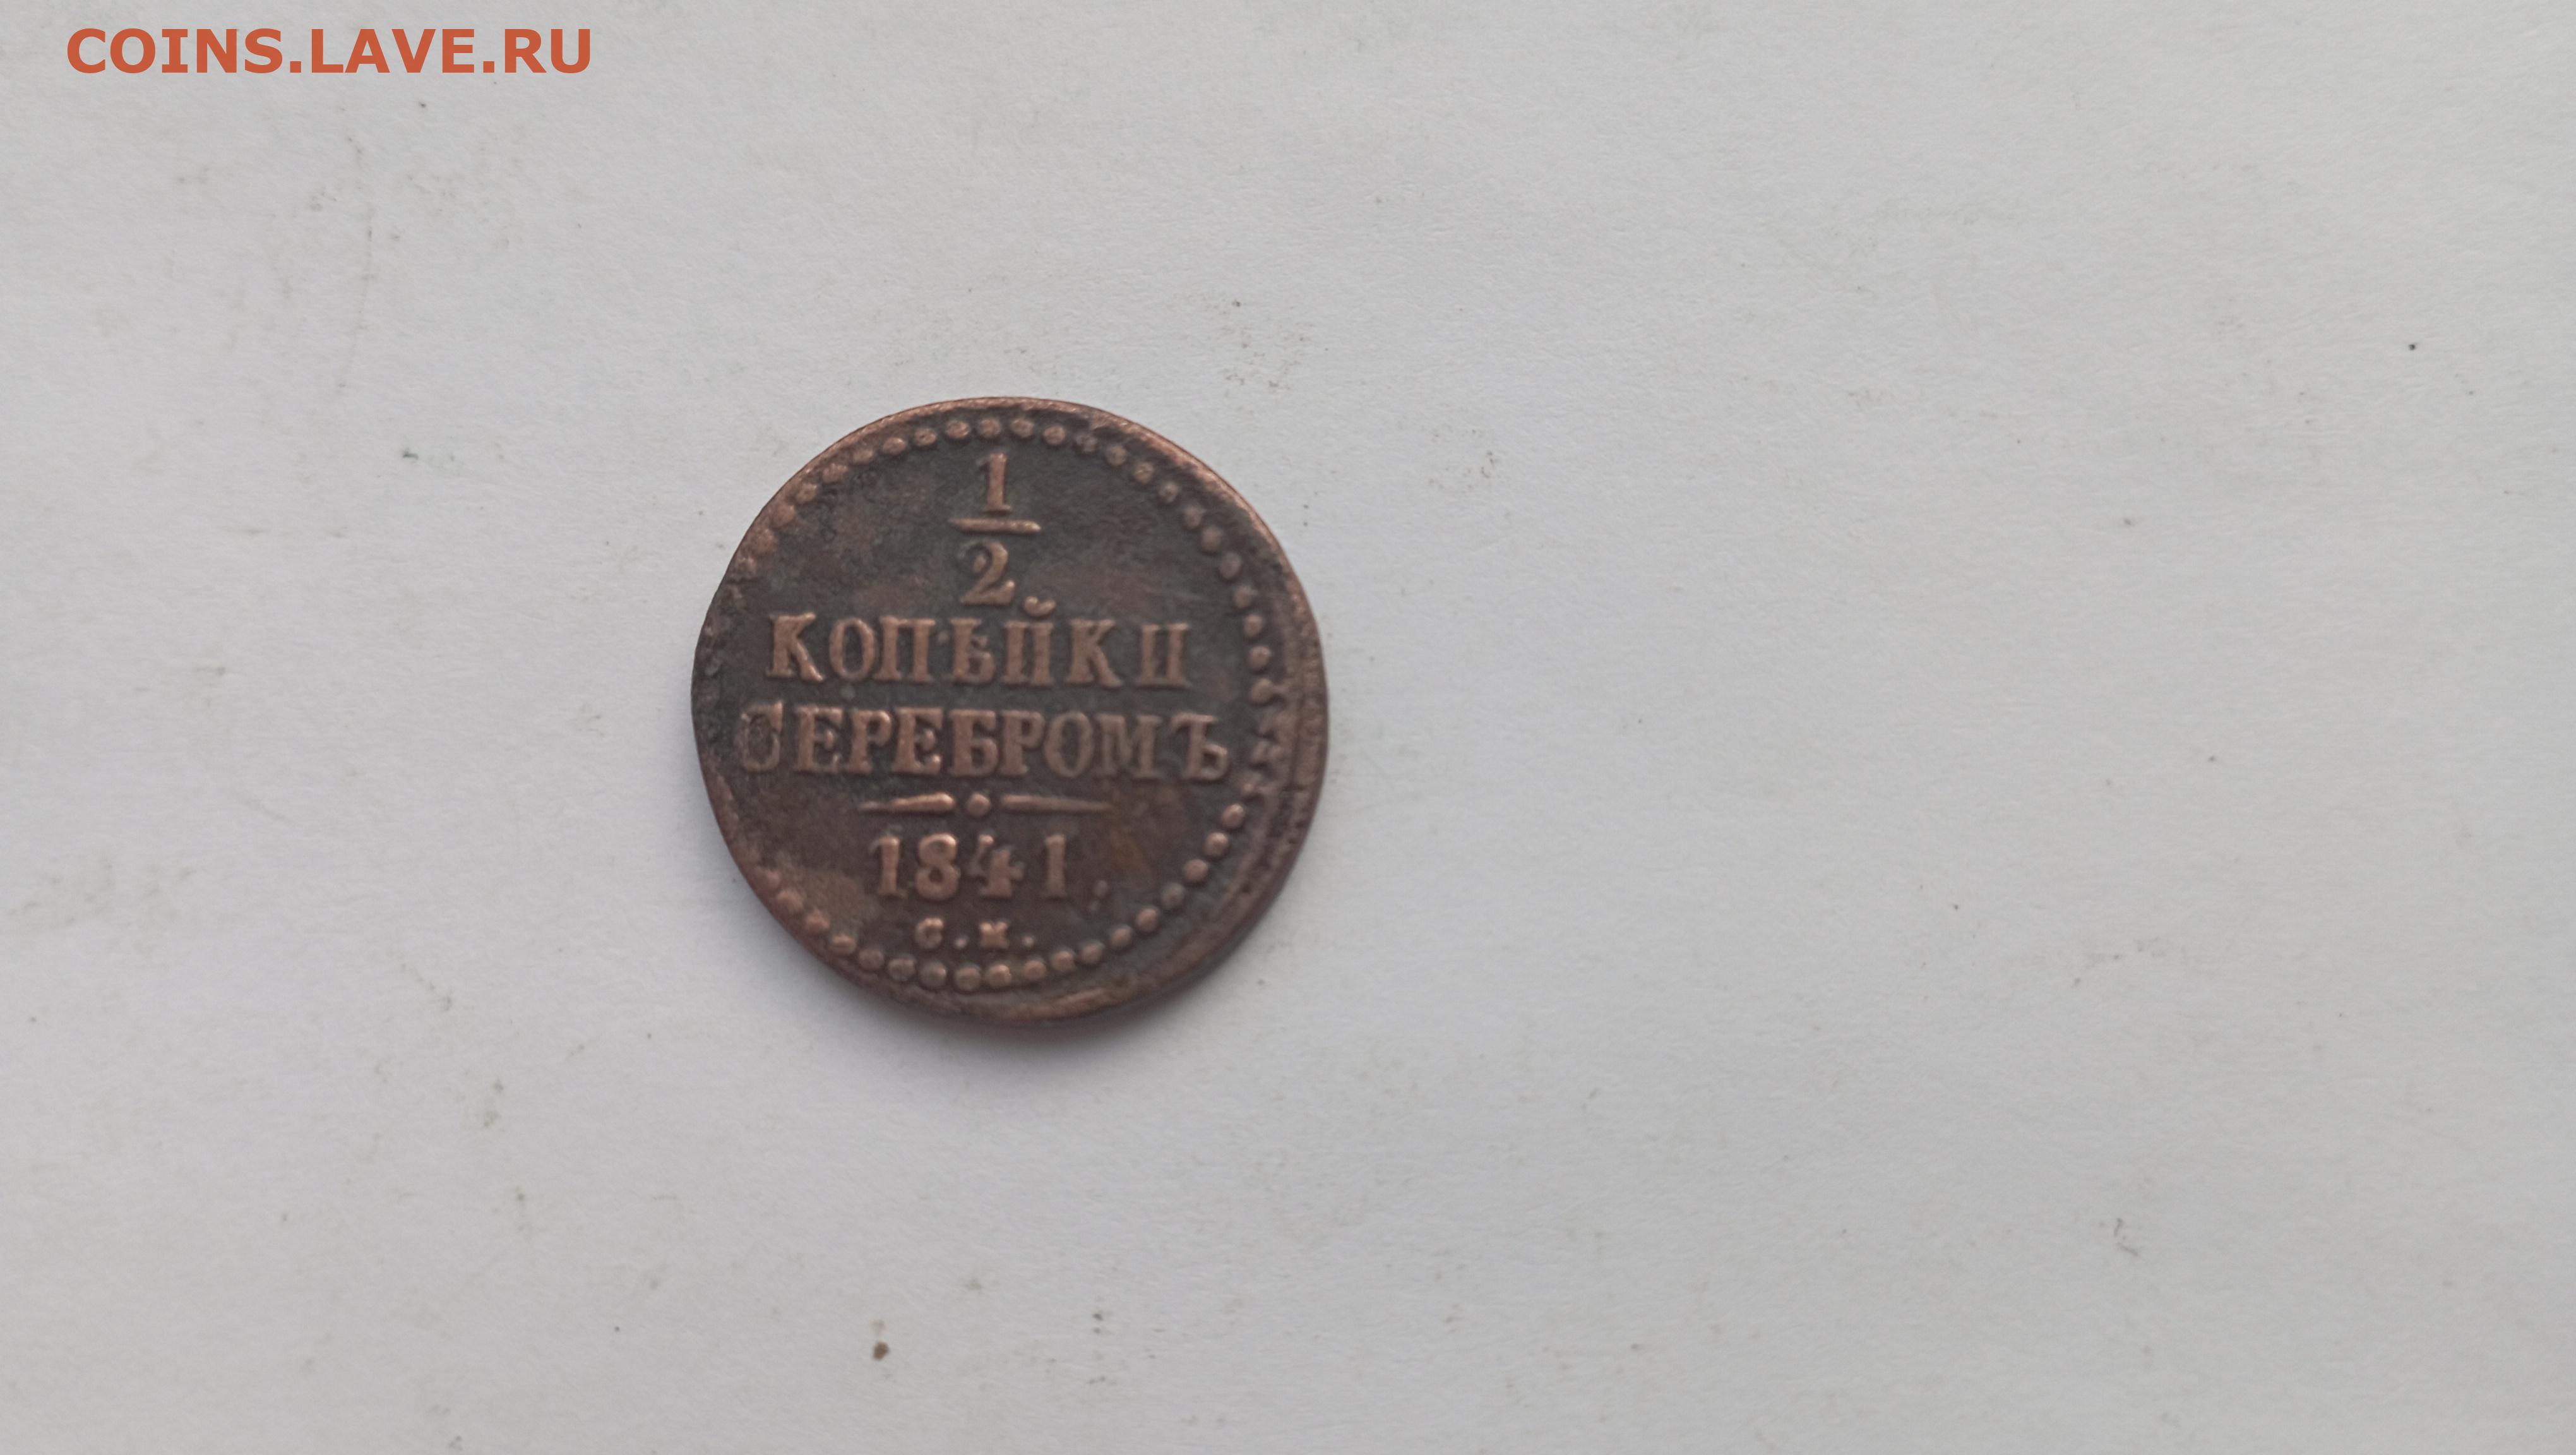 COINS.LAVE.RU
1
2
КОПѢЙКИ
СЕРЕБРОМЪ
1841
С.М.